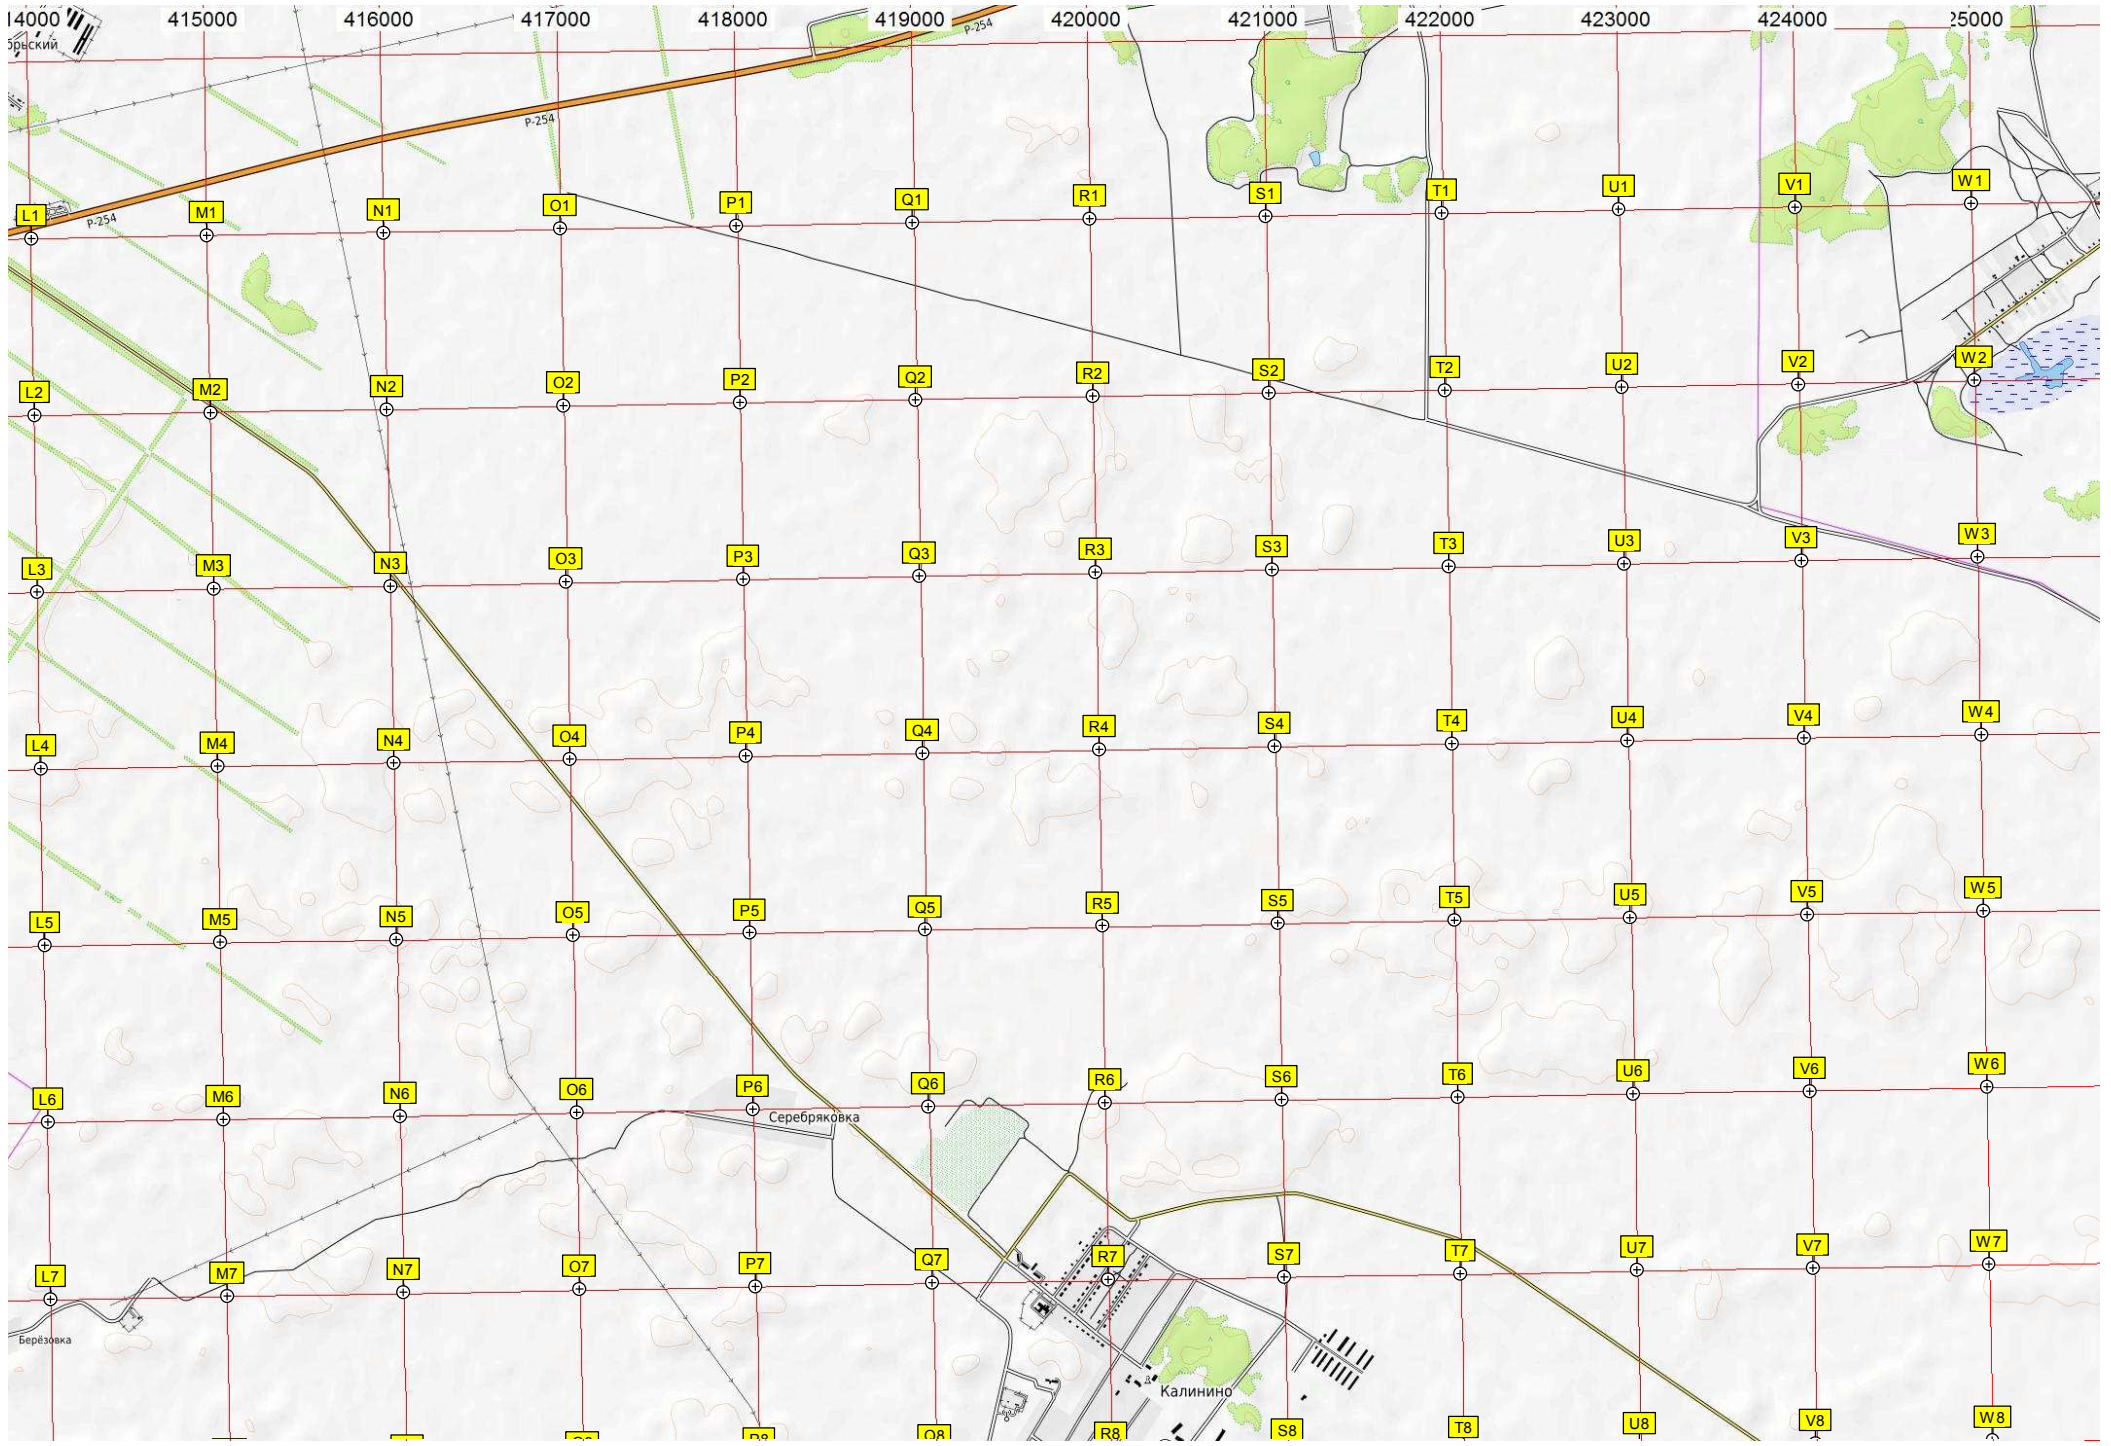 14000 415000 416000 417000 418000 419000 420000 421000 422000 423000 424000 25000
рьский
Р-254
Р-254
Р-254
L1 M1 N1 O1 P1 Q1 R1 S1 T1 U1 V1 W1
L2 M2 N2 O2 P2 Q2 R2 S2 T2 U2 V2 W2
L3 M3 N3 O3 P3 Q3 R3 S3 T3 U3 V3 W3
L4 M4 N4 O4 P4 Q4 R4 S4 T4 U4 V4 W4
L5 M5 N5 O5 P5 Q5 R5 S5 T5 U5 V5 W5
L6 M6 N6 O6 P6 Q6 R6 S6 T6 U6 V6 W6
Серебряковка
L7 M7 N7 O7 P7 Q7 R7 S7 T7 U7 V7 W7
Берёзовка
Калинино
P8 Q8 R8 S8 T8 U8 V8 W8